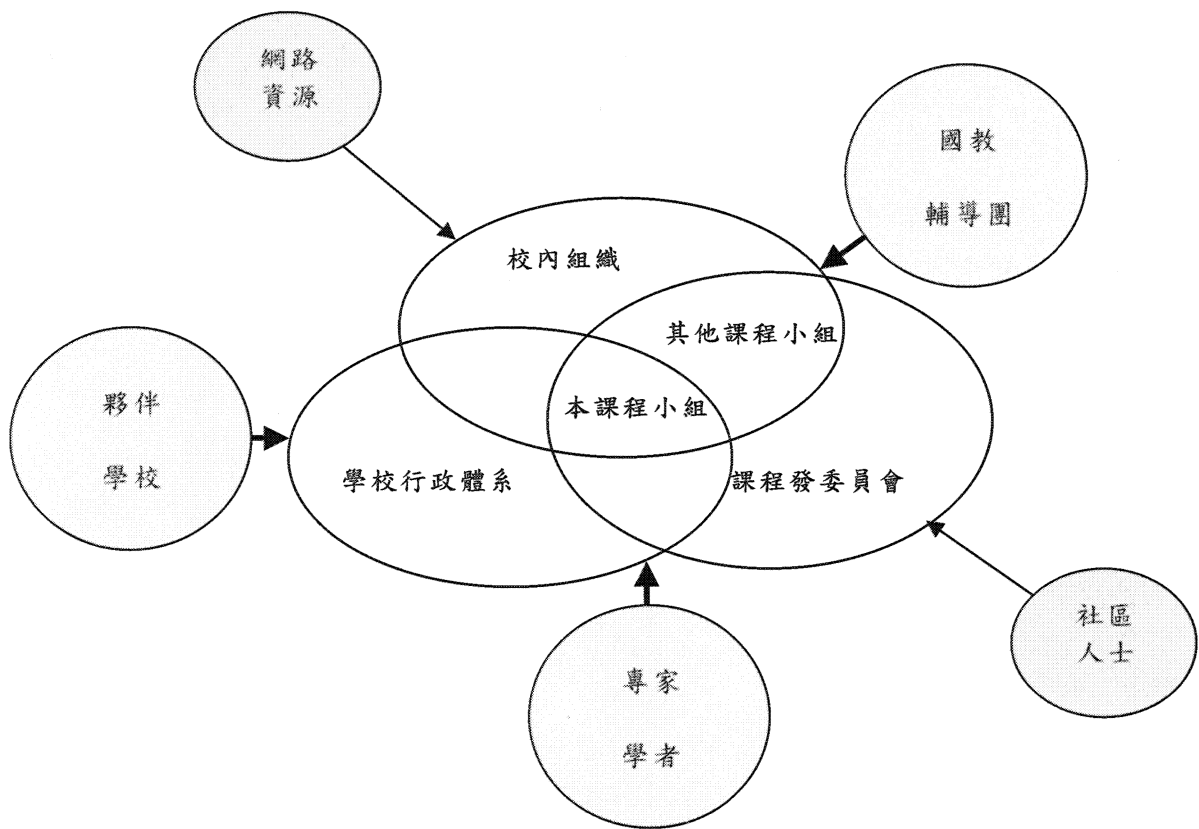 網路
資源
國教
輔導團
校內組織
其他課程小組
夥伴
學校
本課程小組
學校行政體系
課程發委員會
社區
人士
專家
學者